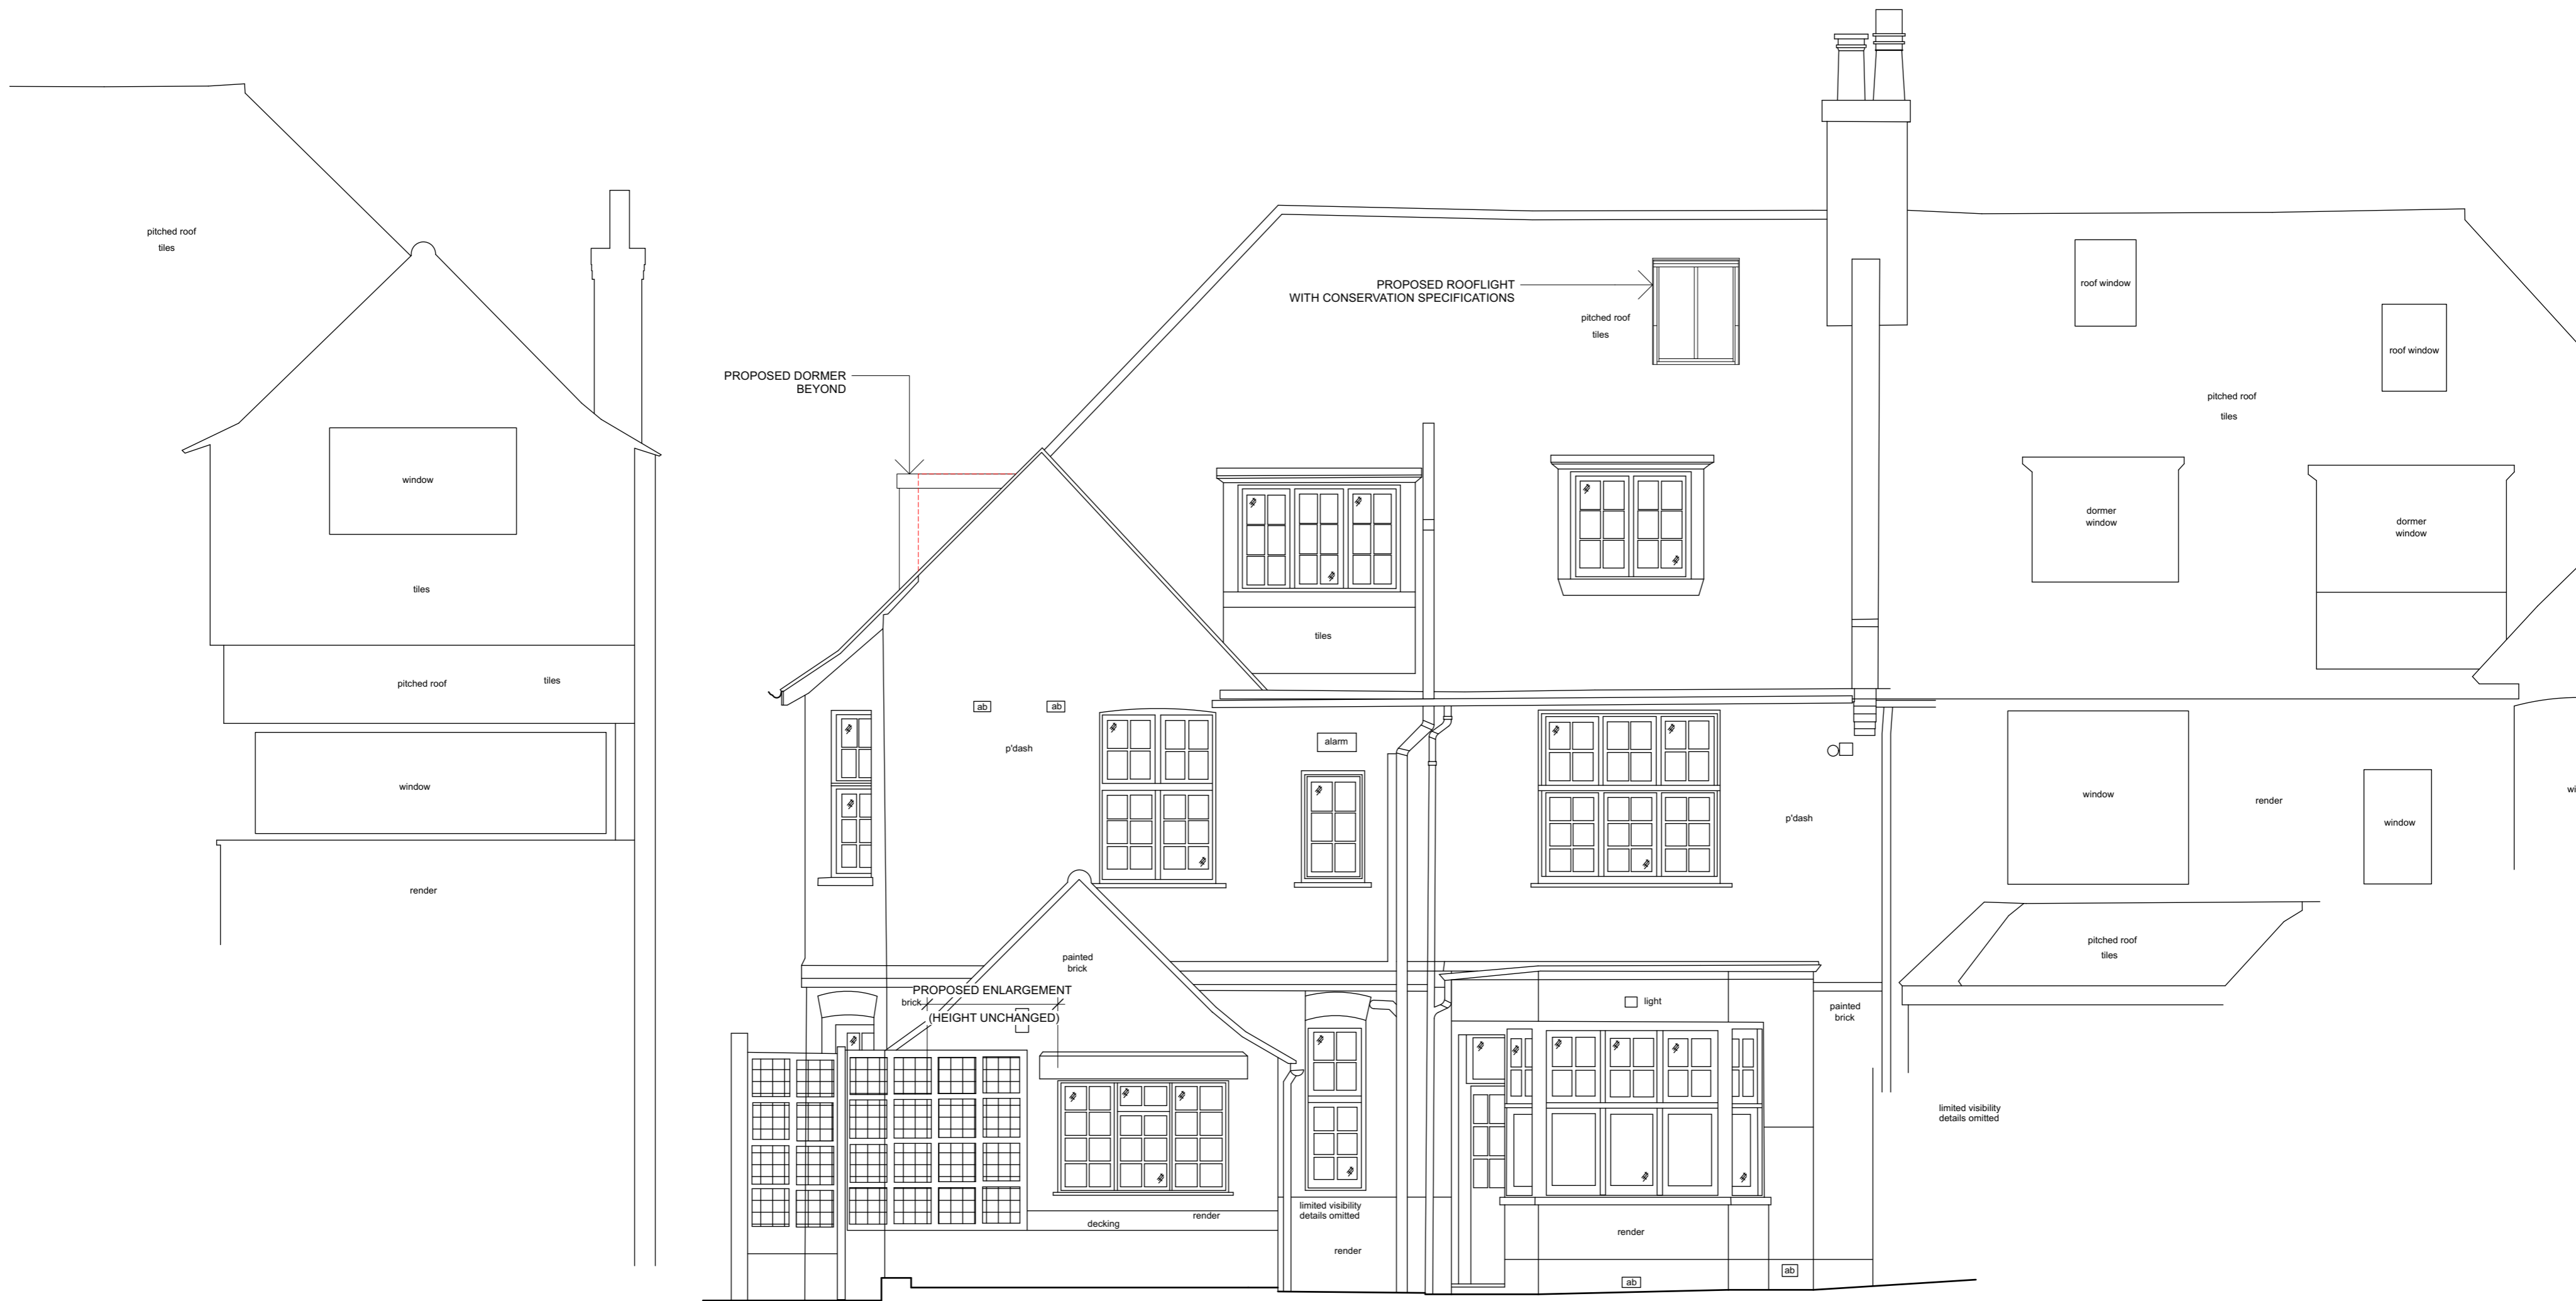 pitched roof
tiles
window
tiles
pitched roof
tiles
window
render
PROPOSED DORMER
BEYOND
PROPOSED ROOFLIGHT
WITH CONSERVATION SPECIFICATIONS
pitched roof
tiles
roof window
roof window
pitched roof
tiles
dormer
window
dormer
window
tiles
ab
ab
p'dash
alarm
p'dash
window
render
window
wi
painted
brick
brick
PROPOSED ENLARGEMENT
(HEIGHT UNCHANGED)
light
painted
brick
pitched roof
tiles
limited visibility
details omitted
decking
render
limited visibility
details omitted
render
render
ab
ab